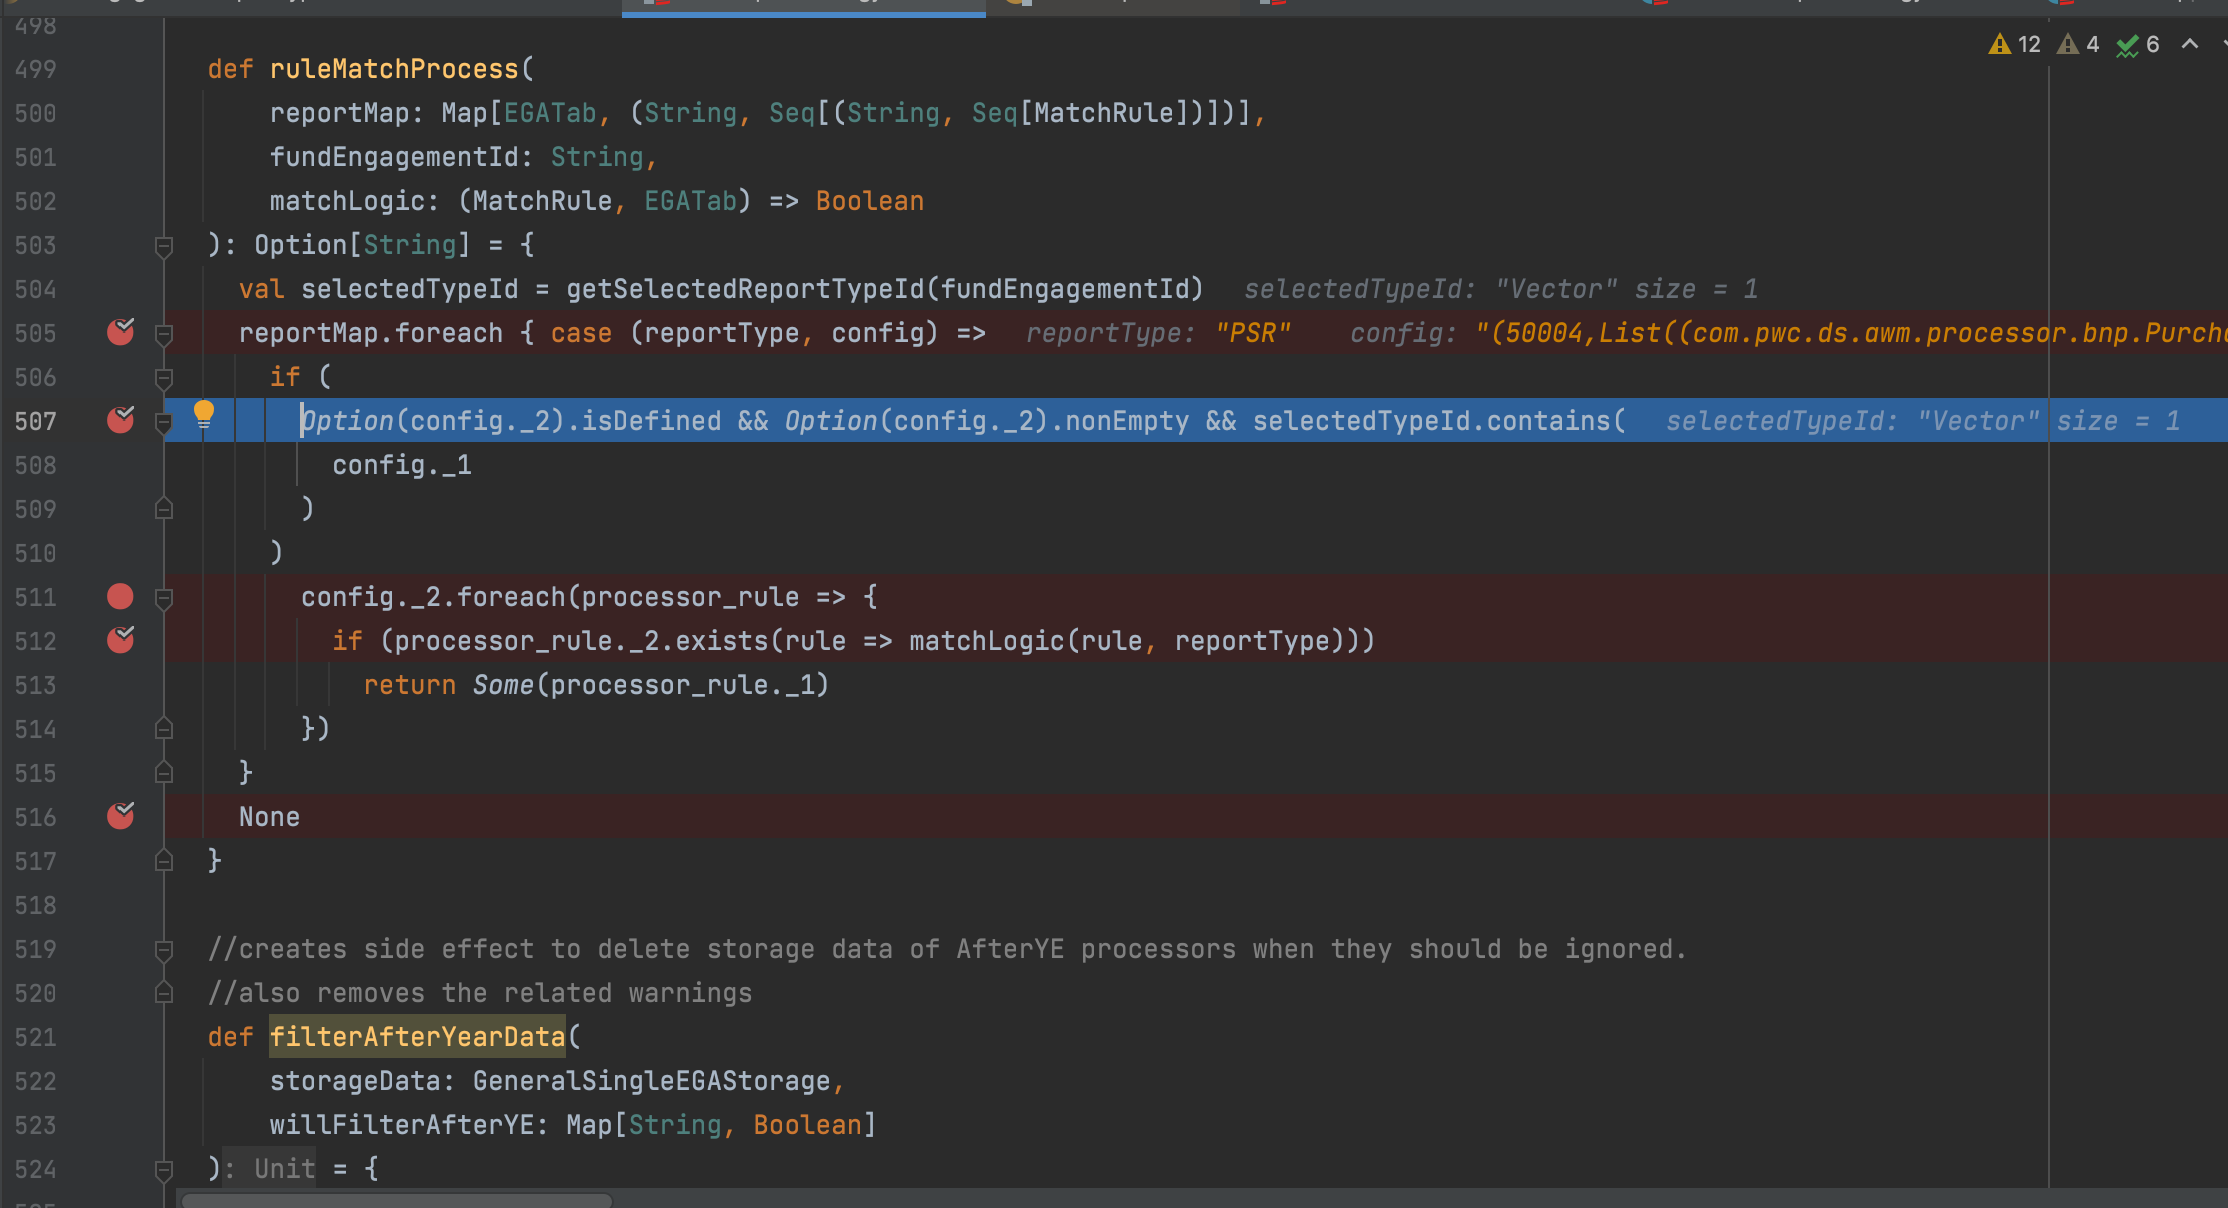 12 4 6
498
499 def ruleMatchProcess(
500 reportMap: Map[EGATab, (String, Seq[(String, Seq[MatchRule])])],
501 fundEngagementId: String,
502 matchLogic: (MatchRule, EGATab) => Boolean
503 ): Option[String] = {
504 val selectedTypeId = getSelectedReportTypeId(fundEngagementId) selectedTypeId: "Vector" size = 1
505 reportMap.foreach { case (reportType, config) => reportType: "PSR" config: "(50004,List((com.pwc.ds.awm.processor.bnp.Purch
506 if (
507 Option(config._2).isDefined && Option(config._2).nonEmpty && selectedTypeId.contains( selectedTypeId: "Vector" size = 1
508 config._1
509 )
510 )
511 config._2.foreach(processor_rule => {
512 if (processor_rule._2.exists(rule => matchLogic(rule, reportType)))
513 return Some(processor_rule._1)
514 })
515 }
516 None
517 }
518
519 //creates side effect to delete storage data of AfterYE processors when they should be ignored.
520 //also removes the related warnings
521 def filterAfterYearData(
522 storageData: GeneralSingleEGAStorage,
523 willFilterAfterYE: Map[String, Boolean]
524 ): Unit = {